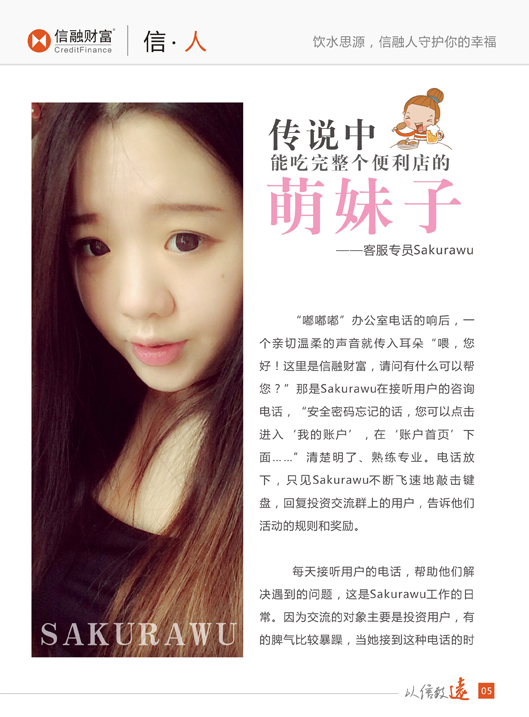 信融财富
CreditFinance
信·人
饮水思源，信融人守护你的幸福
传说中
能吃完整个便利店的
萌妹子
——客服专员Sakurawu
“嘟嘟嘟”办公室电话的响后，一
个亲切温柔的声音就传入耳朵“喂，您
好！这里是信融财富，请问有什么可以帮
您？”那是Sakurawu在接听用户的咨询
电话，“安全密码忘记的话，您可以点击
进入‘我的账户’，在‘账户首页’下
面……”清楚明了、熟练专业。电话放
下，只见Sakurawu不断飞速地敲击键
盘，回复投资交流群上的用户，告诉他们
活动的规则和奖励。
每天接听用户的电话，帮助他们解
决遇到的问题，这是Sakurawu工作的日
常。因为交流的对象主要是投资用户，有
的脾气比较暴躁，当她接到这种电话的时
SAKURAWU
以信致远
05